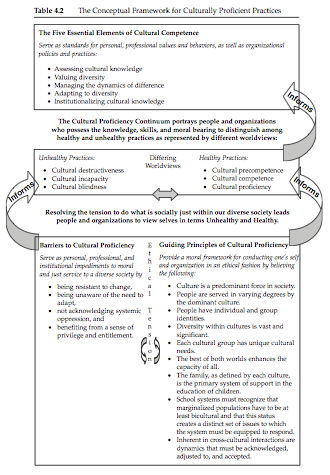 Table 4.2 The Conceptual Framework for Culturally Proficient Practices
The Five Essential Elements of Cultural Competence
Serve as standards for personal, professional values and behaviors, as well as organizational
policies and practices:
• Assessing cultural knowledge
• Valuing diversity
• Managing the dynamics of difference
• Adapting to diversity
• Institutionalizing cultural knowledge
Informs
The Cultural Proficiency Continuum portrays people and organizations
who possess the knowledge, skills, and moral bearing to distinguish among
healthy and unhealthy practices as represented by different worldviews:
Unhealthy Practices:
• Cultural destructiveness
• Cultural incapacity
• Cultural blindness
Differing
Worldviews
Healthy Practices:
• Cultural precompetence
• Cultural competence
• Cultural proficiency
Informs
Informs
Resolving the tension to do what is socially just within our diverse society leads
people and organizations to view selves in terms Unhealthy and Healthy.
Barriers to Cultural Proficiency
Serve as personal, professional, and
institutional impediments to moral
and just service to a diverse society by
• being resistant to change,
• being unaware of the need to
adapt,
• not acknowledging systemic
oppression, and
• benefiting from a sense of
privilege and entitlement.
Ethical Tension
Guiding Principles of Cultural Proficiency
Provide a moral framework for conducting one's self
and organization in an ethical fashion by believing
the following:
• Culture is a predominant force in society.
• People are served in varying degrees by
the dominant culture.
• People have individual and group
identities.
• Diversity within cultures is vast and
significant.
• Each cultural group has unique cultural
needs.
• The best of both worlds enhances the
capacity of all.
• The family, as defined by each culture,
is the primary system of support in the
education of children.
• School systems must recognize that
marginalized populations have to be at
least bicultural and that this status
creates a distinct set of issues to which
the system must be equipped to respond.
• Inherent in cross-cultural interactions are
dynamics that must be acknowledged,
adjusted to, and accepted.